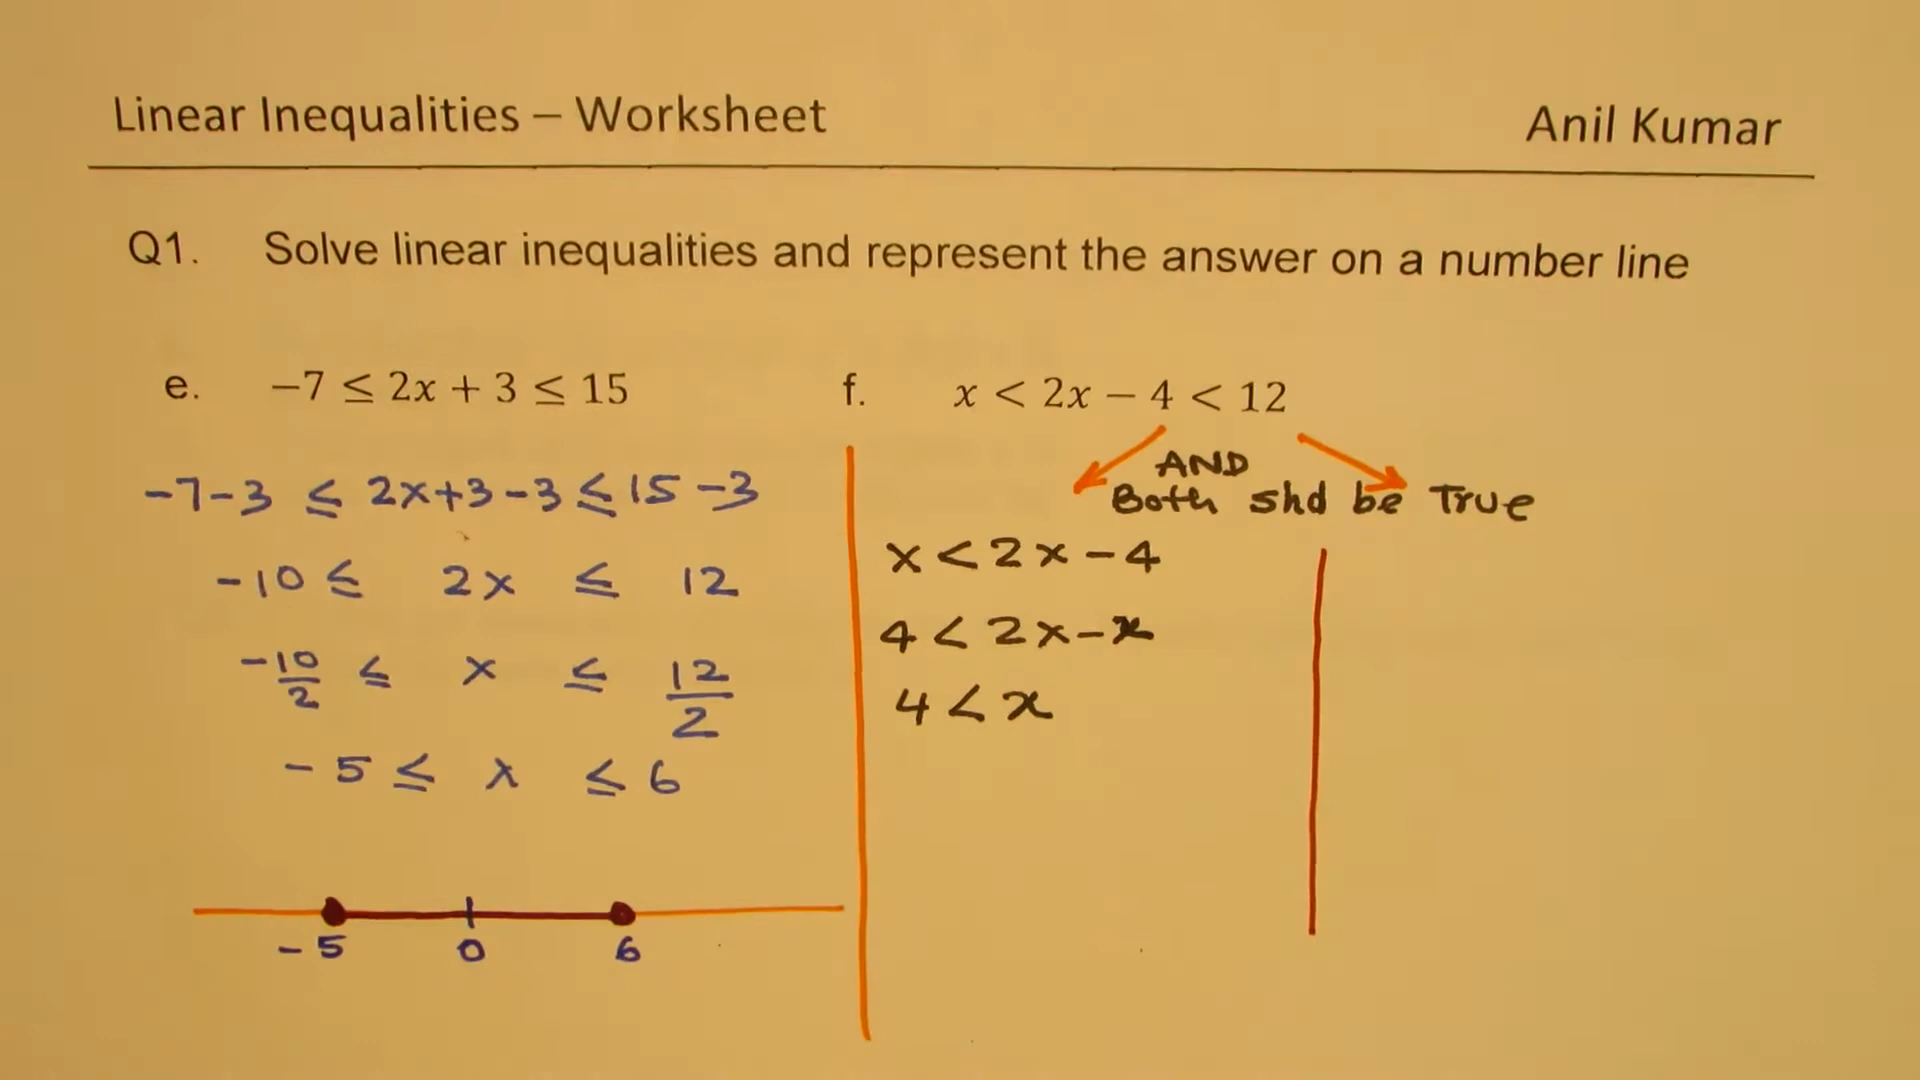 Linear Inequalities – Worksheet
Anil Kumar
Q1. Solve linear inequalities and represent the answer on a number line
e. −7 ≤ 2x + 3 ≤ 15
-7-3 ≤ 2x+3-3 ≤ 15-3
-10 ≤ 2x ≤ 12
-10/2 ≤ x ≤ 12/2
-5 ≤ x ≤ 6
-5 0 6
f. x < 2x − 4 < 12
AND
Both shd be True
x < 2x - 4
4 < 2x - x
4 < x